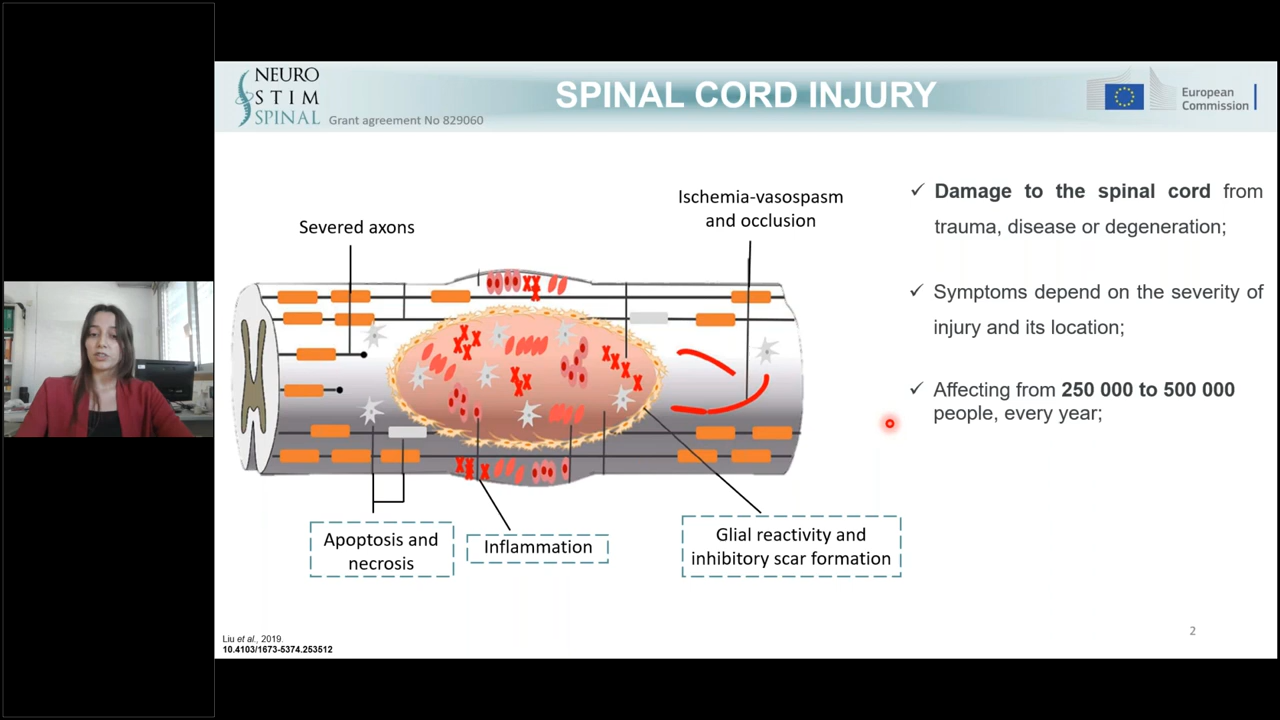 NEURO
STIM
SPINAL
Grant agreement No 829060
SPINAL CORD INJURY
European
Commission
Severed axons
Ischemia-vasospasm
and occlusion
Apoptosis and
necrosis
Inflammation
Glial reactivity and
inhibitory scar formation
✓ Damage to the spinal cord from
trauma, disease or degeneration;
✓ Symptoms depend on the severity of
injury and its location;
✓ Affecting from 250 000 to 500 000
people, every year;
Liu et al., 2019.
10.4103/1673-5374.253512
2